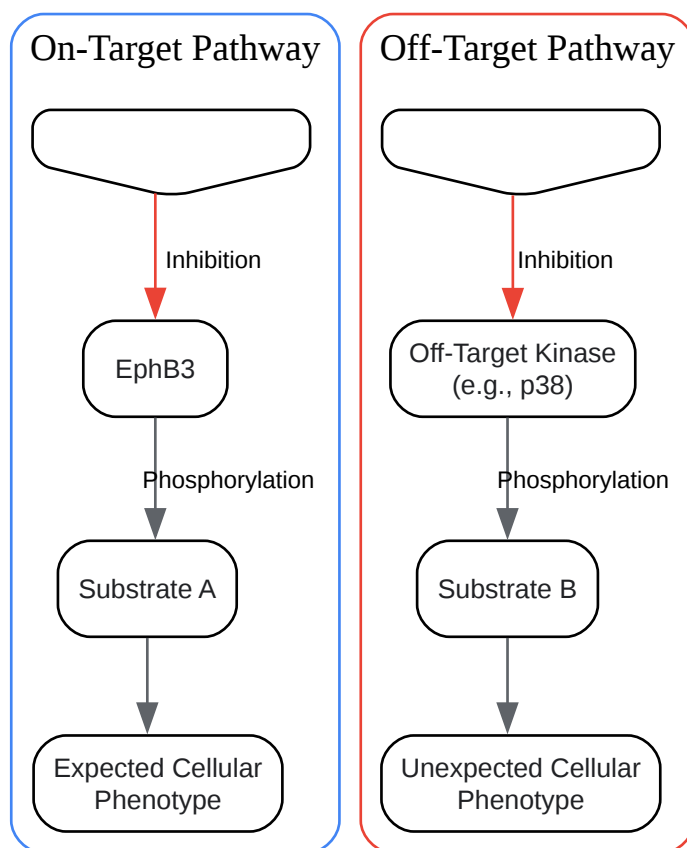 On-Target Pathway
Inhibition
EphB3
Phosphorylation
Substrate A
Expected Cellular
Phenotype
Off-Target Pathway
Inhibition
Off-Target Kinase
(e.g., p38)
Phosphorylation
Substrate B
Unexpected Cellular
Phenotype